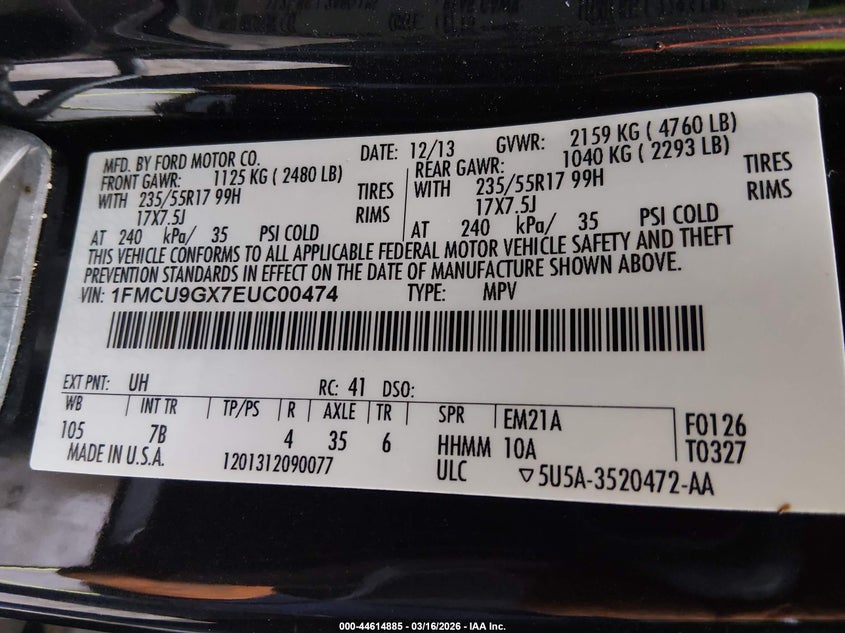 MFD. BY FORD MOTOR CO. DATE: 12/13 GVWR: 2159 KG ( 4760 LB)
FRONT GAWR: 1125 KG ( 2480 LB) REAR GAWR: 1040 KG ( 2293 LB)
WITH 235/55R17 99H TIRES WITH 235/55R17 99H TIRES
17X7.5J RIMS 17X7.5J RIMS
AT 240 kPa/ 35 PSI COLD AT 240 kPa/ 35 PSI COLD
THIS VEHICLE CONFORMS TO ALL APPLICABLE FEDERAL MOTOR VEHICLE SAFETY AND THEFT
PREVENTION STANDARDS IN EFFECT ON THE DATE OF MANUFACTURE SHOWN ABOVE.
VIN: 1FMCU9GX7EUC00474 TYPE: MPV
EXT PNT: UH RC: 41 DSO:
WB INT TR TP/PS R AXLE TR SPR EM21A F0126
105 7B 4 35 6 HHMM 10A T0327
MADE IN U.S.A. 1201312090077 ULC ▽5U5A-3520472-AA
000-44614885 - 03/16/2026 - IAA Inc.